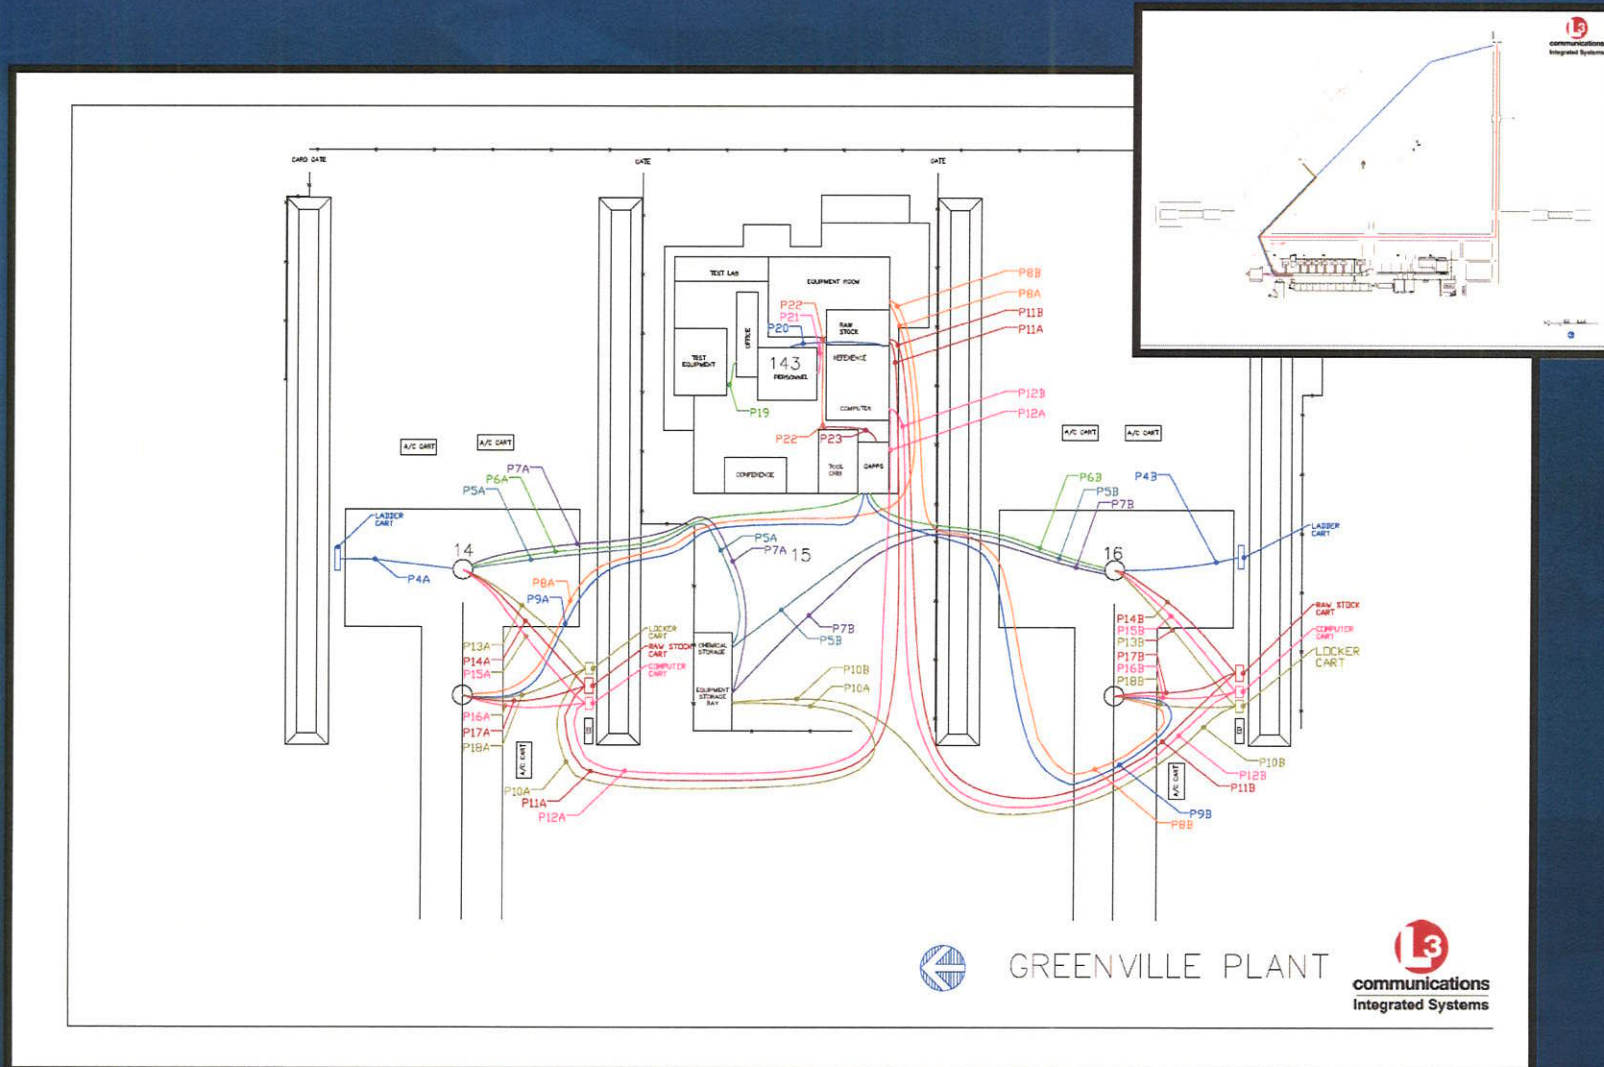 L3
communications
Integrated Systems
CARD GATE
GATE
GATE
TEST LAB
EQUIPMENT ROOM
P8B
P8A
P22
P21
P20
RAW
STOCK
P11B
P11A
OFFICE
TEST
EQUIPMENT
143
PERSONNEL
REFERENCE
P12B
P19
COMPUTER
P12A
P22
P23
A/C CART
A/C CART
A/C CART
A/C CART
CONFERENCE
TOOL
CRIB
CAPPS
P7A
P6A
P5A
P6B
P5B
P7B
P4B
LADDER
CART
LADDER
CART
14
P5A
P7A
15
16
P4A
P8A
P9A
P7B
P5B
P13A
P14A
P15A
LOCKER
CART
RAW STOCK
CART
COMPUTER
CART
CHEMICAL
STORAGE
P14B
P15B
P13B
P17B
P16B
P18B
RAW STOCK
CART
COMPUTER
CART
LOCKER
CART
EQUIPMENT
STORAGE
BAY
P10B
P10A
P16A
P17A
P18A
A/C CART
A/C CART
P10A
P11A
P12A
P10B
P12B
P11B
P9B
P8B
GREENVILLE PLANT
L3
communications
Integrated Systems